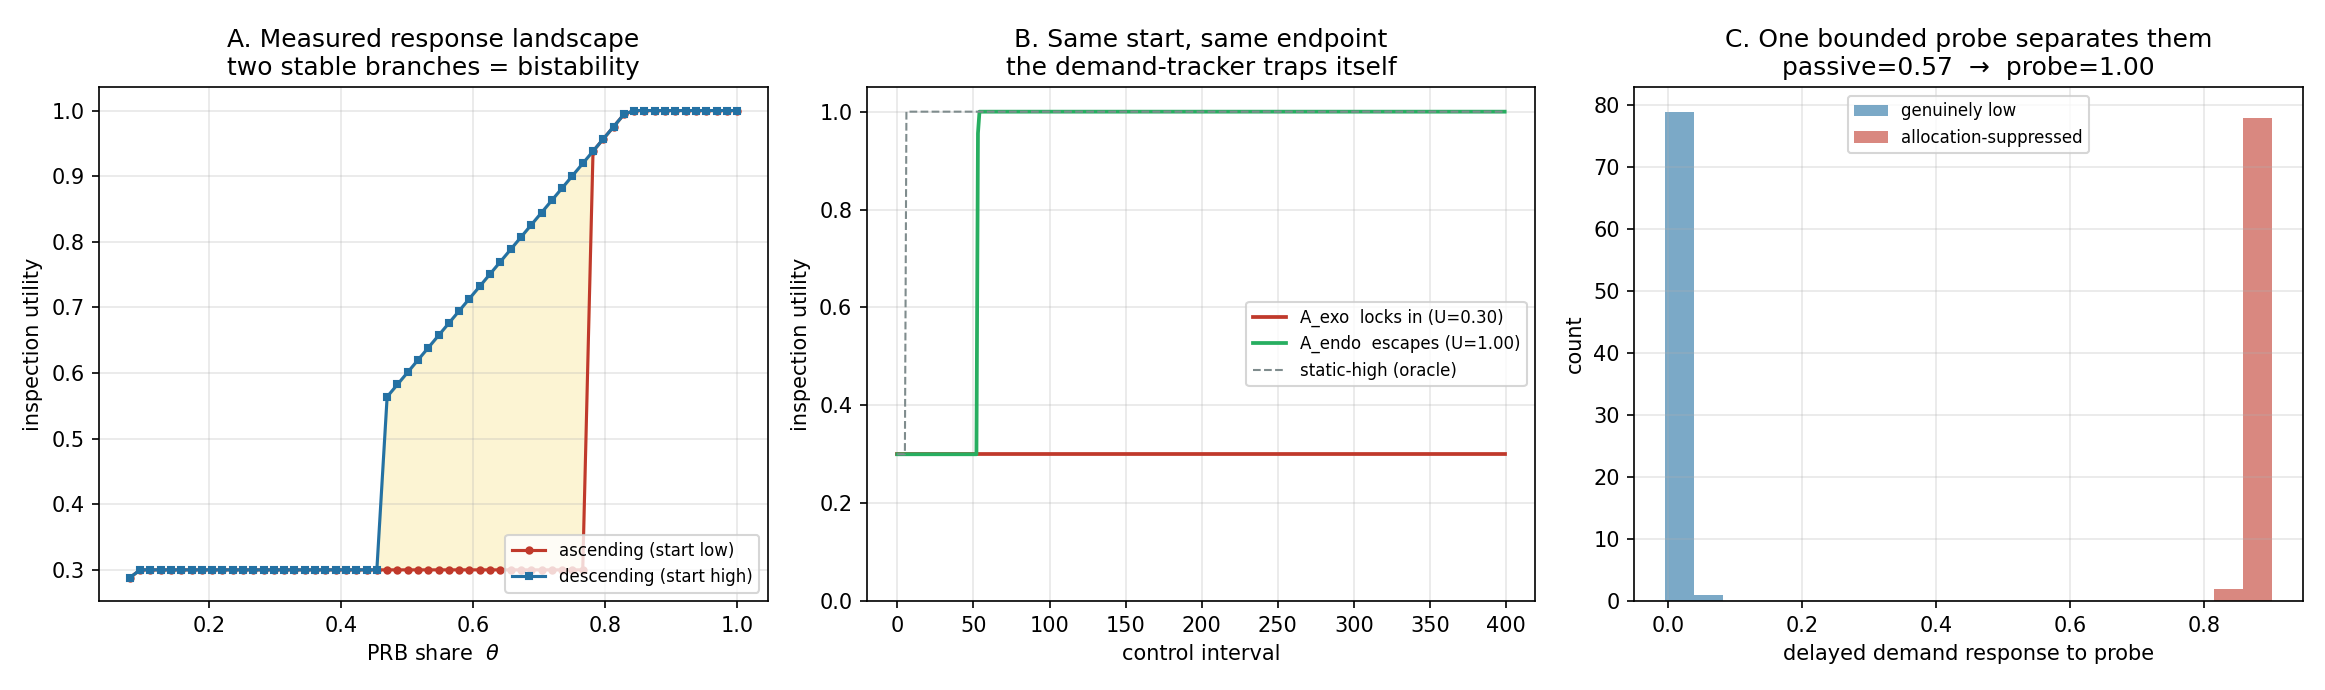 A. Measured response landscape
two stable branches = bistability
inspection utility
1.0
0.9
0.8
0.7
0.6
0.5
0.4
0.3
0.2
0.4
0.6
0.8
1.0
PRB share θ
ascending (start low)
descending (start high)
B. Same start, same endpoint
the demand-tracker traps itself
inspection utility
1.0
0.8
0.6
0.4
0.2
0.0
0
50
100
150
200
250
300
350
400
control interval
A_exo locks in (U=0.30)
A_endo escapes (U=1.00)
static-high (oracle)
C. One bounded probe separates them
passive=0.57 → probe=1.00
count
80
70
60
50
40
30
20
10
0
0.0
0.2
0.4
0.6
0.8
delayed demand response to probe
genuinely low
allocation-suppressed